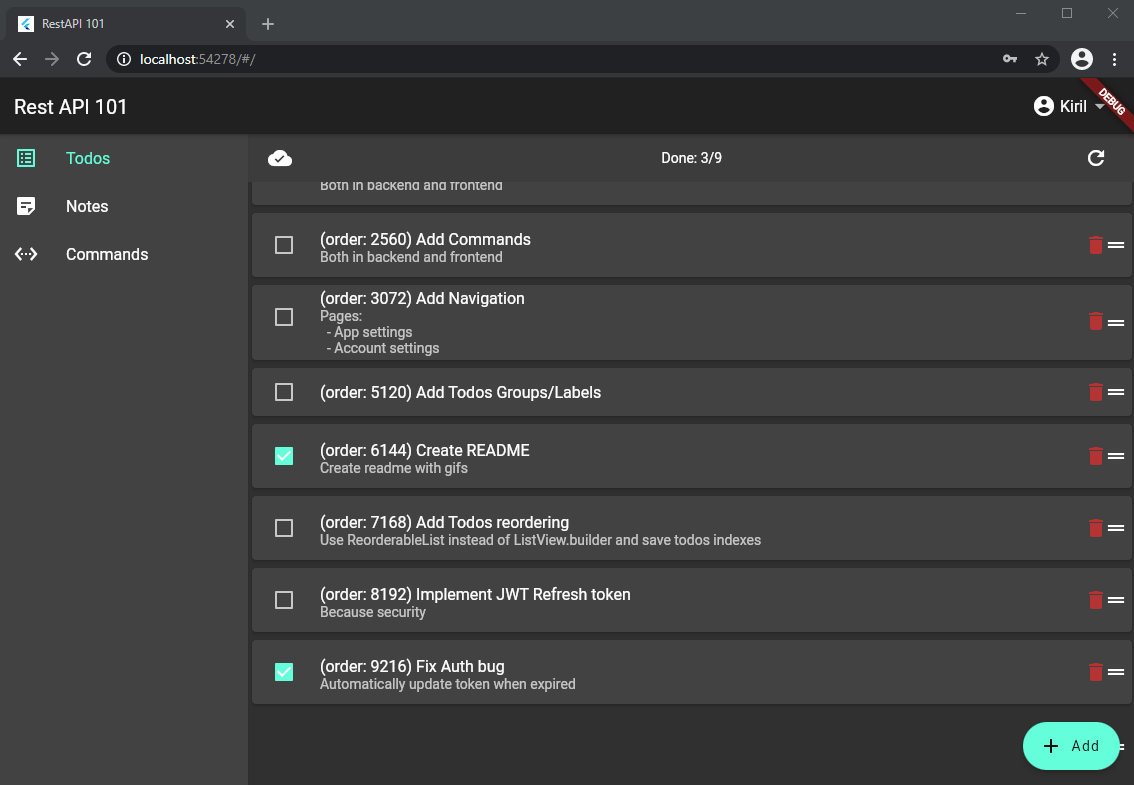 RestAPI 101
localhost:54278/#/
Rest API 101
Kiril
DEBUG
Todos
Notes
Commands
Done: 3/9
Both in backend and frontend
(order: 2560) Add Commands
Both in backend and frontend
(order: 3072) Add Navigation
Pages:
- App settings
- Account settings
(order: 5120) Add Todos Groups/Labels
(order: 6144) Create README
Create readme with gifs
(order: 7168) Add Todos reordering
Use ReorderableList instead of ListView.builder and save todos indexes
(order: 8192) Implement JWT Refresh token
Because security
(order: 9216) Fix Auth bug
Automatically update token when expired
Add